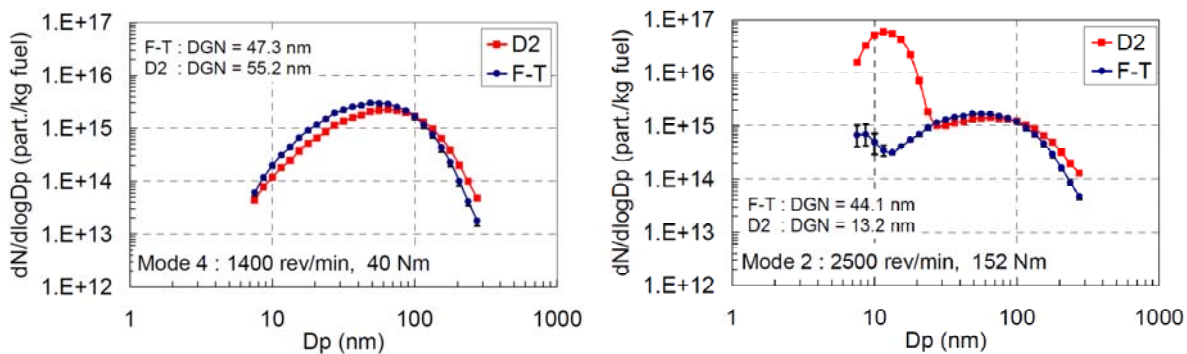 1.E+17
1.E+16
1.E+15
1.E+14
1.E+13
1.E+12
dN/dlogDp (part./kg fuel)
F-T : DGN = 47.3 nm
D2 : DGN = 55.2 nm
D2
F-T
Mode 4 : 1400 rev/min, 40 Nm
1 10 100 1000
Dp (nm)
1.E+17
1.E+16
1.E+15
1.E+14
1.E+13
1.E+12
dN/dlogDp (part./kg fuel)
D2
F-T
F-T : DGN = 44.1 nm
D2 : DGN = 13.2 nm
Mode 2 : 2500 rev/min, 152 Nm
1 10 100 1000
Dp (nm)